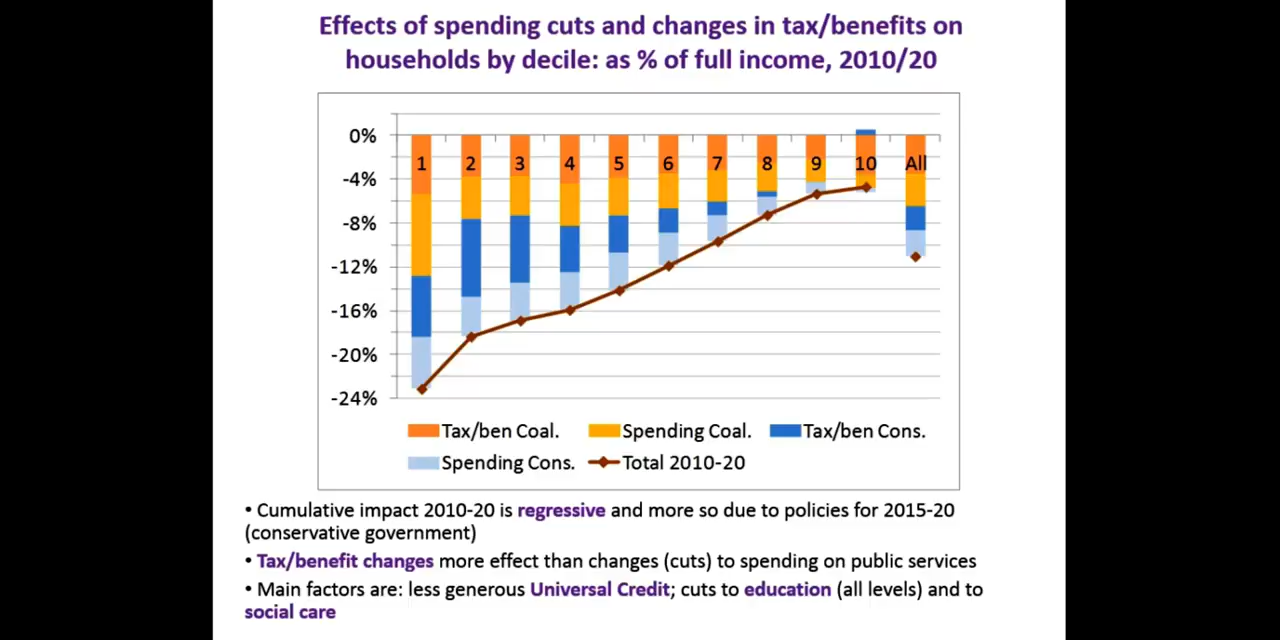 Effects of spending cuts and changes in tax/benefits on
households by decile: as % of full income, 2010/20
0%
1 2 3 4 5 6 7 8 9 10 All
-4%
-8%
-12%
-16%
-20%
-24%
Tax/ben Coal. Spending Coal. Tax/ben Cons.
Spending Cons. Total 2010-20
• Cumulative impact 2010-20 is regressive and more so due to policies for 2015-20
(conservative government)
• Tax/benefit changes more effect than changes (cuts) to spending on public services
• Main factors are: less generous Universal Credit; cuts to education (all levels) and to
social care